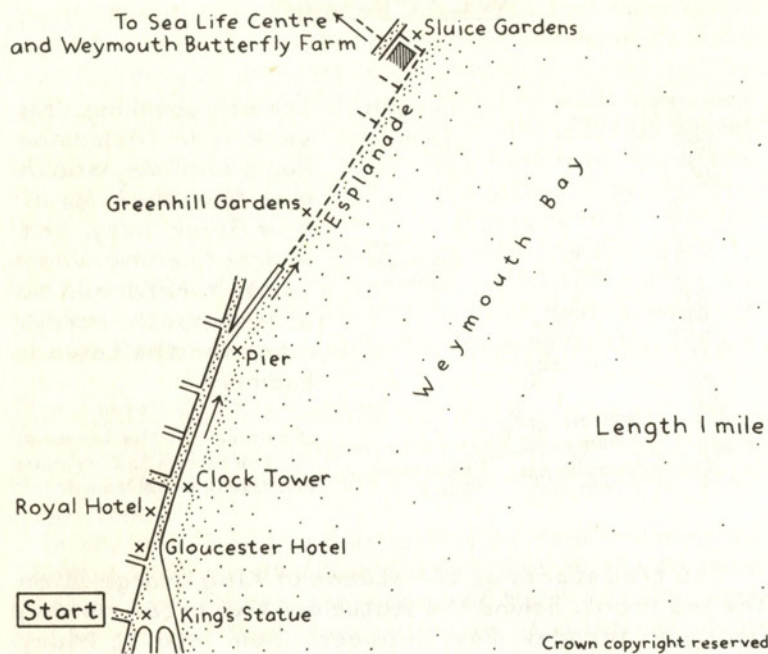 To Sea Life Centre
and Weymouth Butterfly Farm
Sluice Gardens
Esplanade
Greenhill Gardens
Weymouth Bay
Pier
Length 1 mile
Clock Tower
Royal Hotel
Gloucester Hotel
Start
King's Statue
Crown copyright reserved